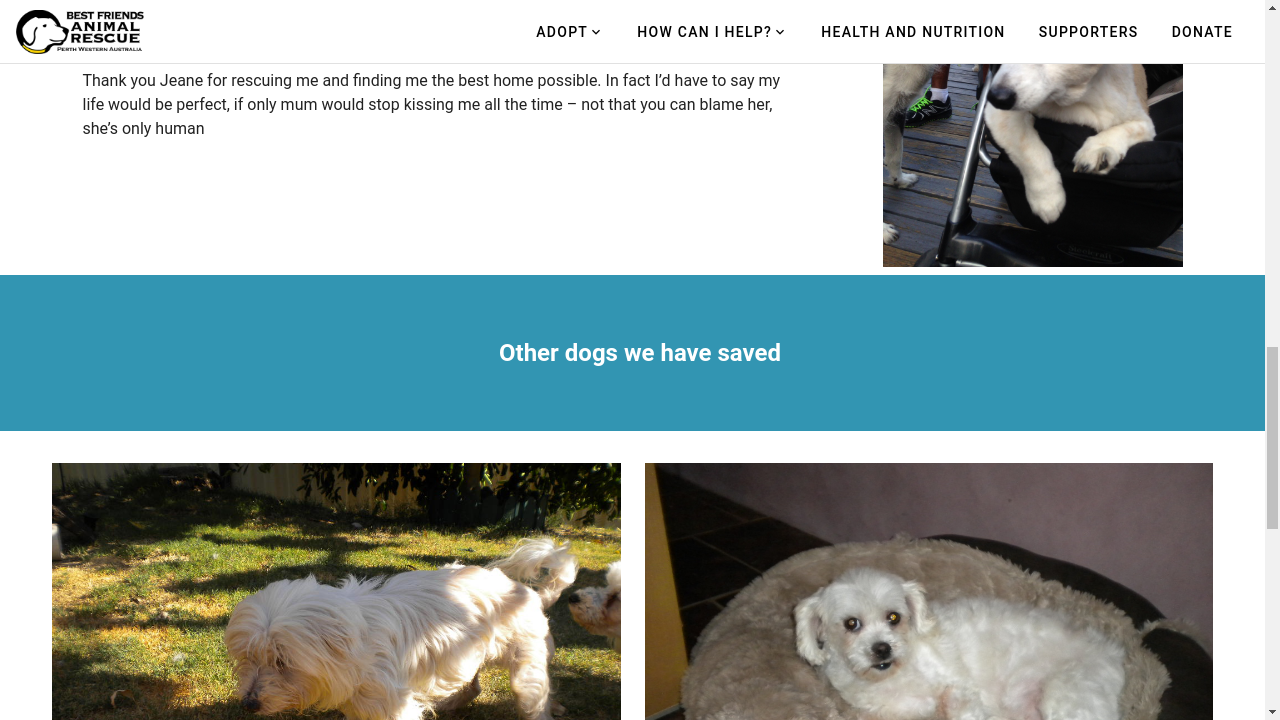 BEST FRIENDS
ANIMAL
RESCUE
PERTH WESTERN AUSTRALIA
ADOPT
HOW CAN I HELP?
HEALTH AND NUTRITION
SUPPORTERS
DONATE
Thank you Jeane for rescuing me and finding me the best home possible. In fact I’d have to say my
life would be perfect, if only mum would stop kissing me all the time – not that you can blame her,
she’s only human
Other dogs we have saved